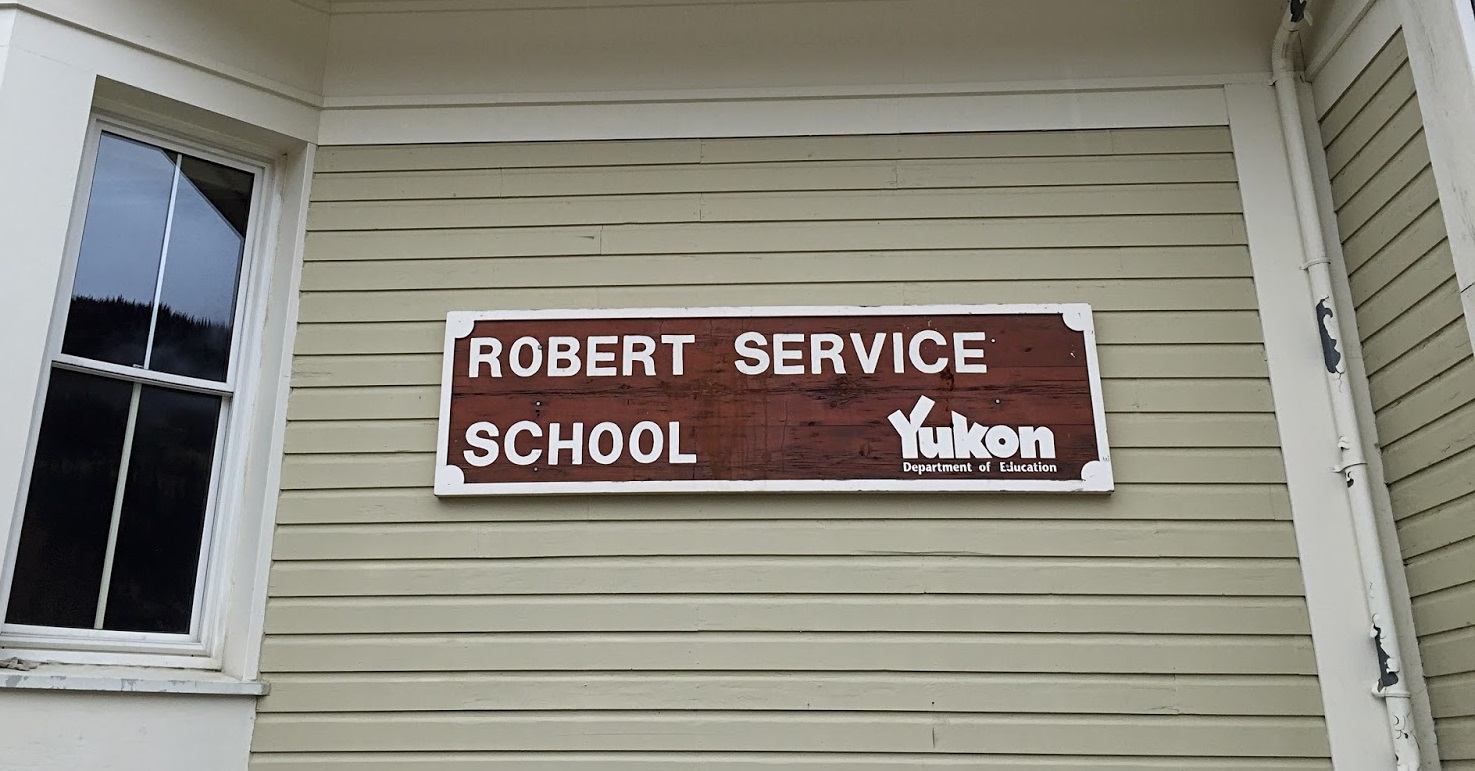 ROBERT SERVICE
SCHOOL
Yukon
Department of Education